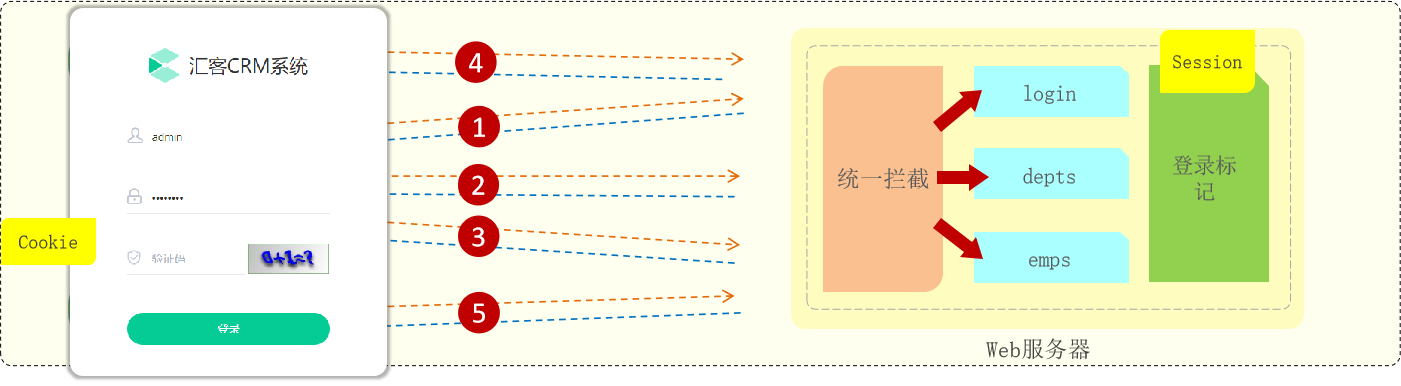 汇客CRM系统
admin
验证码
0+1=?
登录
Cookie
4
1
2
3
5
统一拦截
login
depts
emps
Session
登录标
记
Web服务器